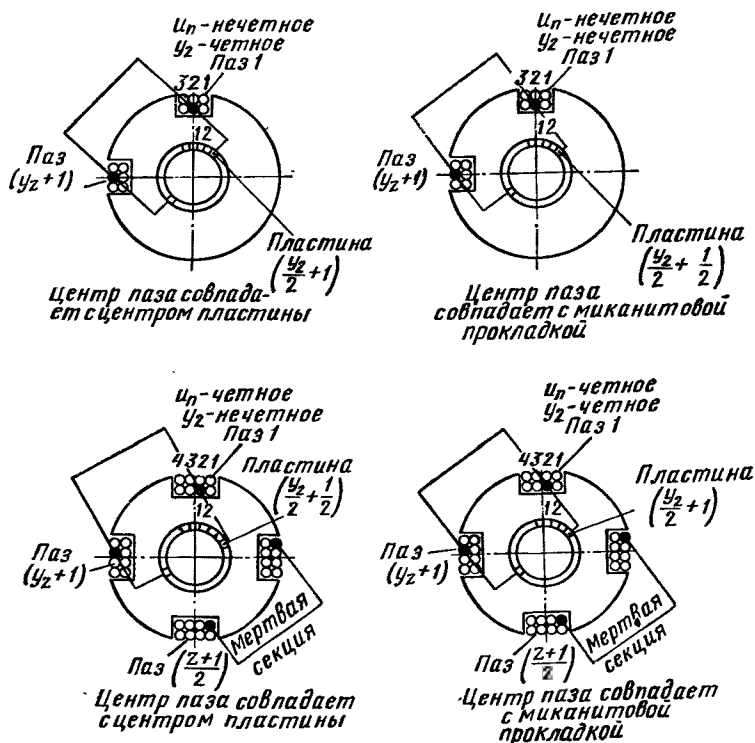 uп-нечетное
y₂-четное
Паз 1
321
12
Паз
(y₂+1)
Пластина
(y₂/2 +1)
Центр паза совпада-
ет с центром пластины
uп-нечетное
y₂-нечетное
Паз 1
321
12
Паз
(y₂+1)
Пластина
(y₂/2 + 1/2)
Центр паза
совпадает с миканитовой
прокладкой
uп-четное
y₂-нечетное
Паз 1
4321
Пластина
(y₂/2 + 1/2)
12
Паз
(y₂+1)
Мертвая
секция
Паз (z+1/2)
Центр паза совпадает
с центром пластины
uп-четное
y₂-четное
Паз 1
4321
Пластина
(y₂/2 +1)
12
Паз
(y₂+1)
Мертвая
секция
Паз (z+1/2)
Центр паза совпадает
с миканитовой
прокладкой